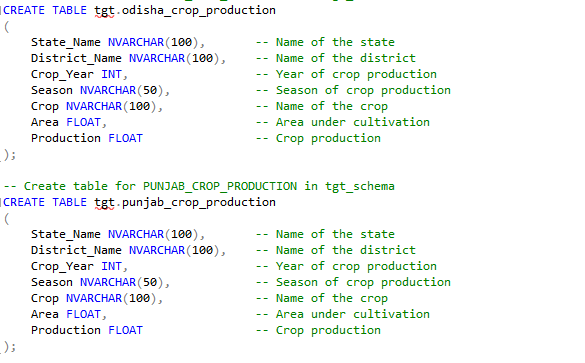 CREATE TABLE tgt.odisha_crop_production
(
    State_Name NVARCHAR(100),       -- Name of the state
    District_Name NVARCHAR(100),    -- Name of the district
    Crop_Year INT,                  -- Year of crop production
    Season NVARCHAR(50),            -- Season of crop production
    Crop NVARCHAR(100),             -- Name of the crop
    Area FLOAT,                     -- Area under cultivation
    Production FLOAT                -- Crop production
);
-- Create table for PUNJAB_CROP_PRODUCTION in tgt_schema
CREATE TABLE tgt.punjab_crop_production
(
    State_Name NVARCHAR(100),       -- Name of the state
    District_Name NVARCHAR(100),    -- Name of the district
    Crop_Year INT,                  -- Year of crop production
    Season NVARCHAR(50),            -- Season of crop production
    Crop NVARCHAR(100),             -- Name of the crop
    Area FLOAT,                     -- Area under cultivation
    Production FLOAT                -- Crop production
);